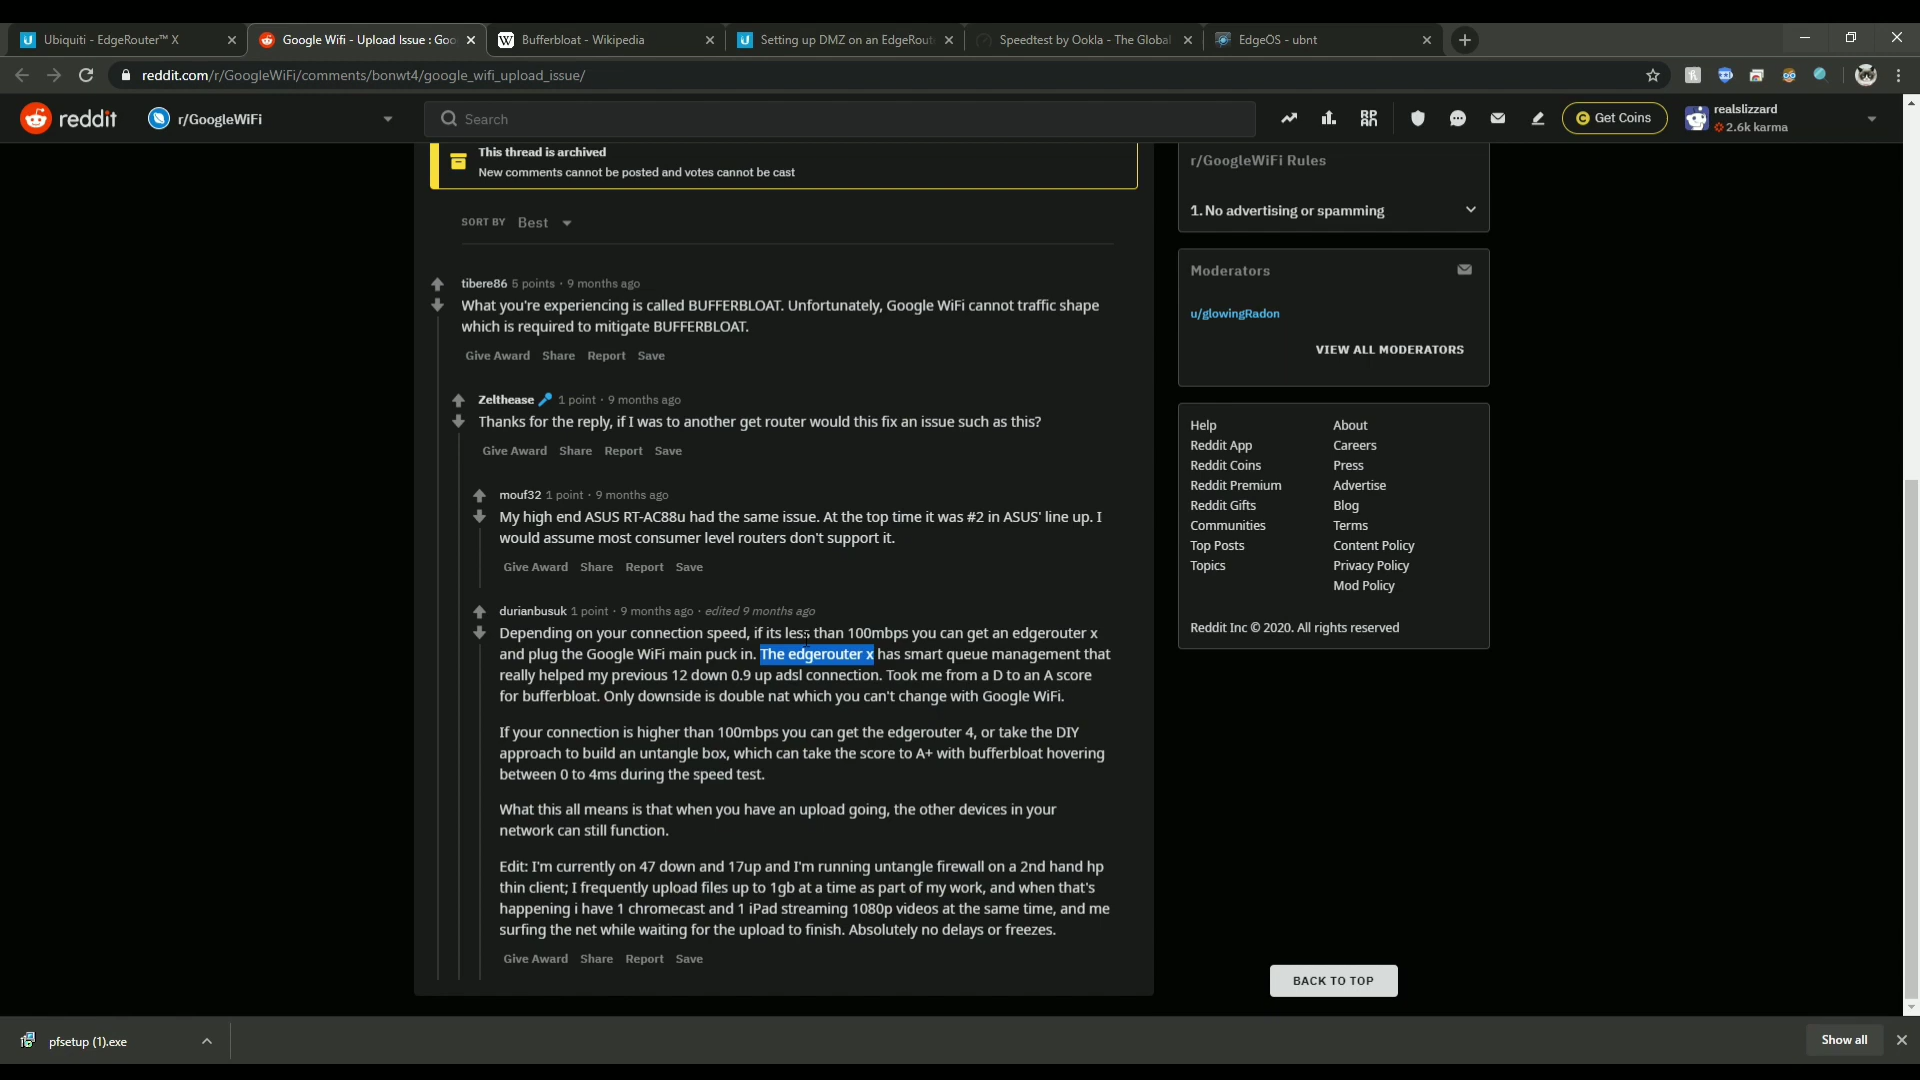 Ubiquiti - EdgeRouter™ X
Google Wifi - Upload Issue : Goo
Bufferbloat - Wikipedia
Setting up DMZ on an EdgeRout
Speedtest by Ookla - The Global
EdgeOS - ubnt
reddit.com/r/GoogleWiFi/comments/bonwt4/google_wifi_upload_issue/
reddit
r/GoogleWiFi
Search
Get Coins
realslizzard
2.6k karma
This thread is archived
New comments cannot be posted and votes cannot be cast
SORT BY Best
tibere86 5 points · 9 months ago
What you're experiencing is called BUFFERBLOAT. Unfortunately, Google WiFi cannot traffic shape
which is required to mitigate BUFFERBLOAT.
Give Award Share Report Save
Zelthease 1 point · 9 months ago
Thanks for the reply, if I was to another get router would this fix an issue such as this?
Give Award Share Report Save
mouf32 1 point · 9 months ago
My high end ASUS RT-AC88u had the same issue. At the top time it was #2 in ASUS' line up. I
would assume most consumer level routers don't support it.
Give Award Share Report Save
durianbusuk 1 point · 9 months ago · edited 9 months ago
Depending on your connection speed, if its less than 100mbps you can get an edgerouter x
and plug the Google WiFi main puck in. The edgerouter x has smart queue management that
really helped my previous 12 down 0.9 up adsl connection. Took me from a D to an A score
for bufferbloat. Only downside is double nat which you can't change with Google WiFi.
If your connection is higher than 100mbps you can get the edgerouter 4, or take the DIY
approach to build an untangle box, which can take the score to A+ with bufferbloat hovering
between 0 to 4ms during the speed test.
What this all means is that when you have an upload going, the other devices in your
network can still function.
Edit: I'm currently on 47 down and 17up and I'm running untangle firewall on a 2nd hand hp
thin client; I frequently upload files up to 1gb at a time as part of my work, and when that's
happening i have 1 chromecast and 1 iPad streaming 1080p videos at the same time, and me
surfing the net while waiting for the upload to finish. Absolutely no delays or freezes.
Give Award Share Report Save
r/GoogleWiFi Rules
1. No advertising or spamming
Moderators
u/glowingRadon
VIEW ALL MODERATORS
Help About
Reddit App Careers
Reddit Coins Press
Reddit Premium Advertise
Reddit Gifts Blog
Communities Terms
Top Posts Content Policy
Topics Privacy Policy
Mod Policy
Reddit Inc © 2020. All rights reserved
BACK TO TOP
pfsetup (1).exe
Show all